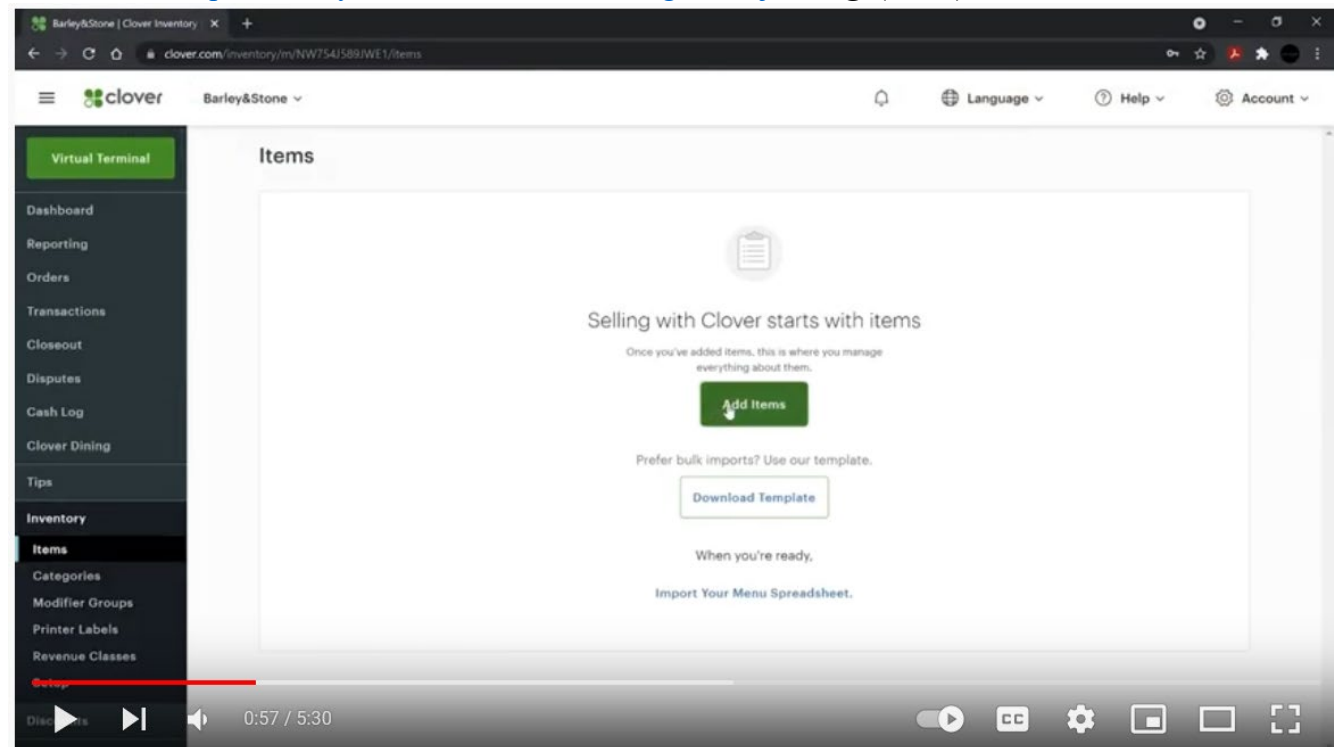 Barley&Stone | Clover Inventory
clover.com/inventory/m/NW754J589JWE1/items
clover
Barley&Stone
Language
Help
Account
Virtual Terminal
Items
Dashboard
Reporting
Orders
Transactions
Closeout
Disputes
Cash Log
Clover Dining
Tips
Inventory
Items
Categories
Modifier Groups
Printer Labels
Revenue Classes
Setup
Discounts
Selling with Clover starts with items
Once you've added items, this is where you manage
everything about them.
Add Items
Prefer bulk imports? Use our template.
Download Template
When you're ready,
Import Your Menu Spreadsheet.
0:57 / 5:30
CC